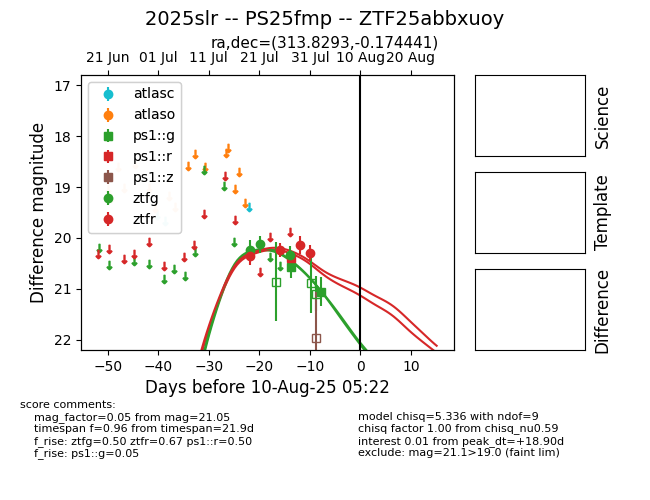 2025slr -- PS25fmp -- ZTF25abbxuoy
ra,dec=(313.8293,-0.174441)
21 Jun 01 Jul 11 Jul 21 Jul 31 Jul 10 Aug 20 Aug
17
18
19
20
21
22
Difference magnitude
atlasc
atlaso
ps1::g
ps1::r
ps1::z
ztfg
ztfr
−50 −40 −30 −20 −10 0 10
Days before 10-Aug-25 05:22
Science
Template
Difference
score comments:
mag_factor=0.05 from mag=21.05
timespan f=0.96 from timespan=21.9d
f_rise: ztfg=0.50 ztfr=0.67 ps1::r=0.50
f_rise: ps1::g=0.05
model chisq=5.336 with ndof=9
chisq factor 1.00 from chisq_nu0.59
interest 0.01 from peak_dt=+18.90d
exclude: mag=21.1>19.0 (faint lim)